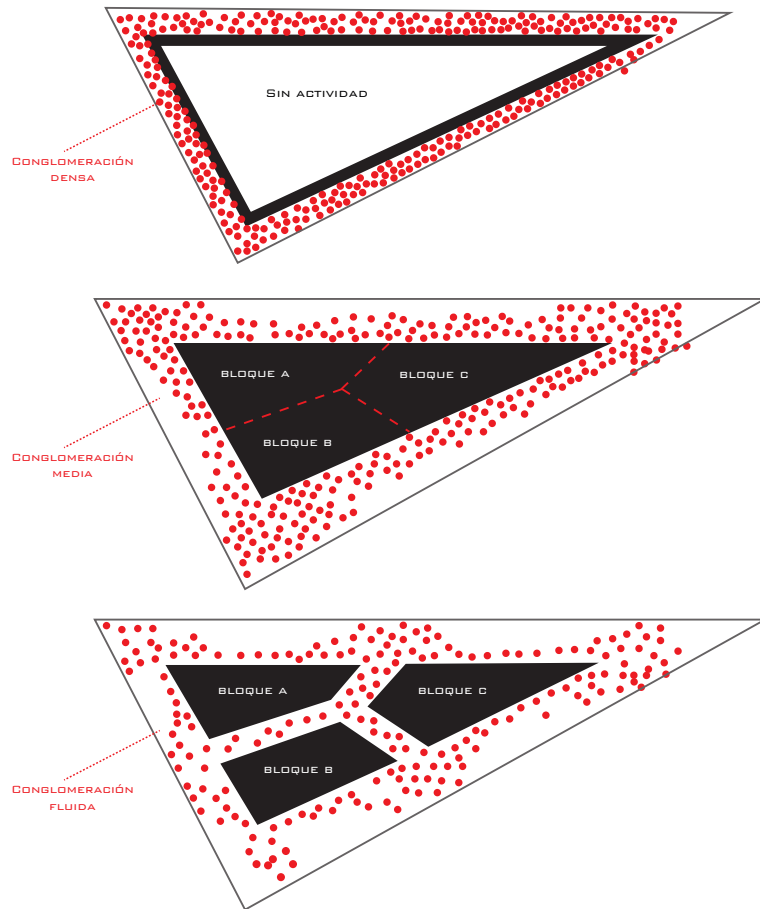 Sin actividad
Conglomeración
densa
bloque a
bloque c
bloque b
Conglomeración
media
bloque a
bloque c
bloque b
Conglomeración
fluida